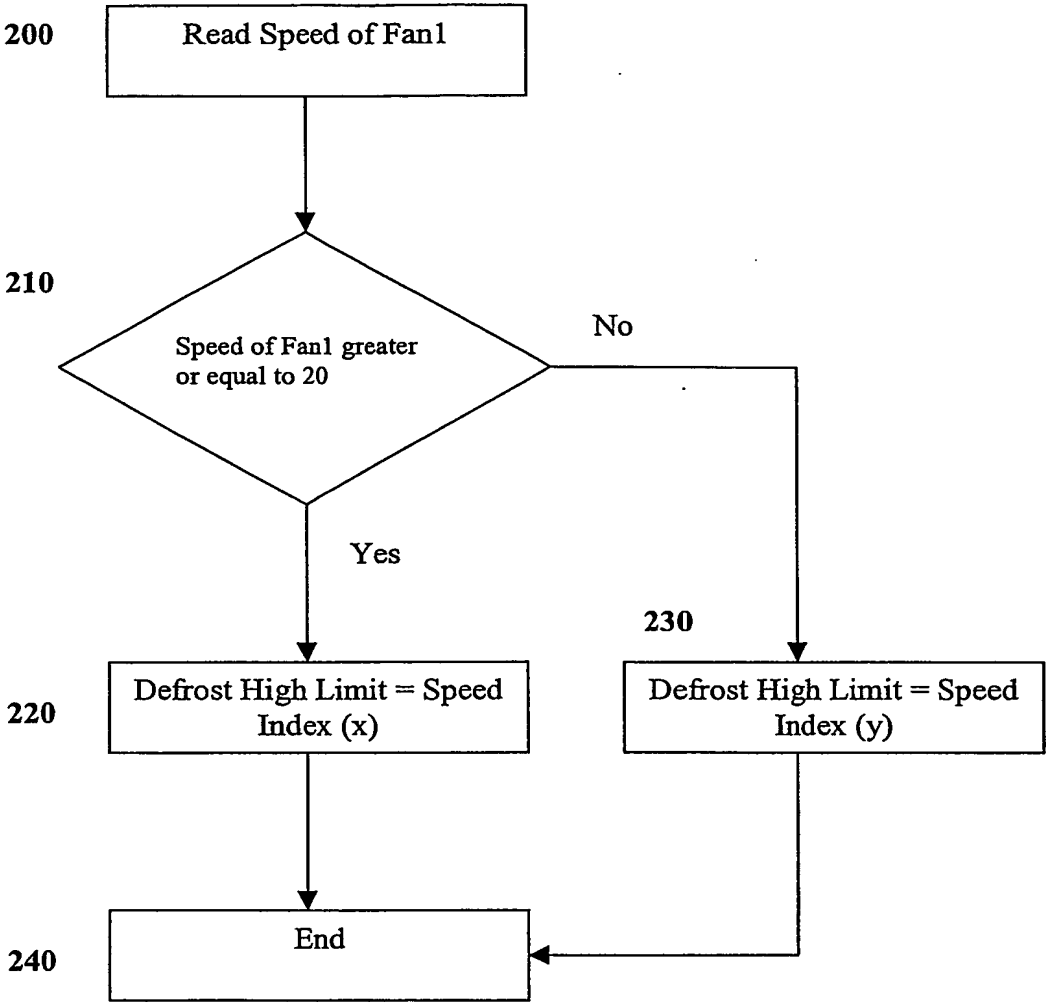 200
Read Speed of Fan1
210
Speed of Fan1 greater
or equal to 20
No
Yes
230
220
Defrost High Limit = Speed
Index (x)
Defrost High Limit = Speed
Index (y)
End
240